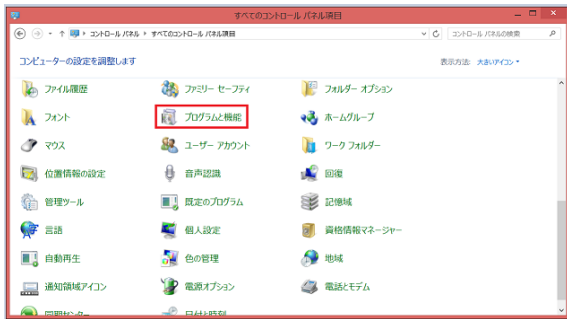 すべてのコントロール パネル項目
コントロール パネル
すべてのコントロール パネル項目
コントロール パネルの検索
コンピューターの設定を調整します
表示方法: 大きいアイコン
ファイル履歴
ファミリー セーフティ
フォルダー オプション
フォント
プログラムと機能
ホームグループ
マウス
ユーザー アカウント
ワーク フォルダー
位置情報の設定
音声認識
回復
管理ツール
既定のプログラム
記憶域
言語
個人設定
資格情報マネージャー
自動再生
色の管理
地域
通知領域アイコン
電源オプション
電話とモデム
同期センター
日付と時刻